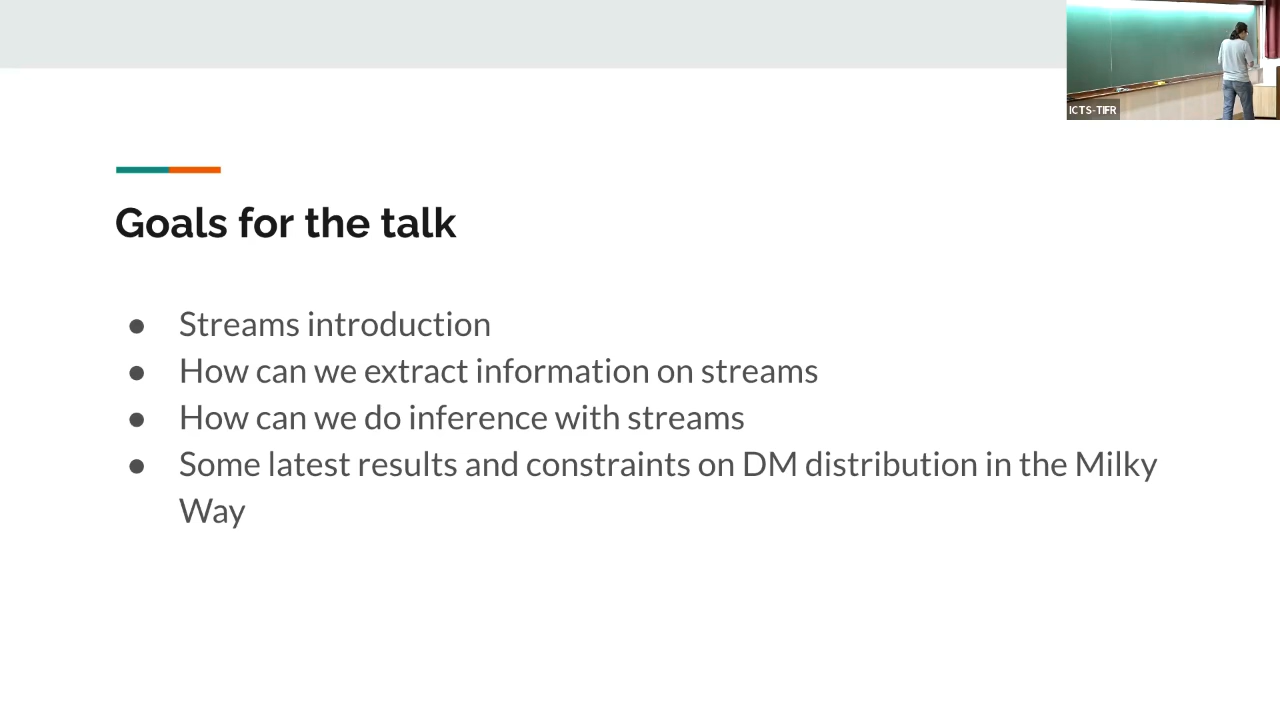 ICTS-TIFR
Goals for the talk
● Streams introduction
● How can we extract information on streams
● How can we do inference with streams
● Some latest results and constraints on DM distribution in the Milky
Way